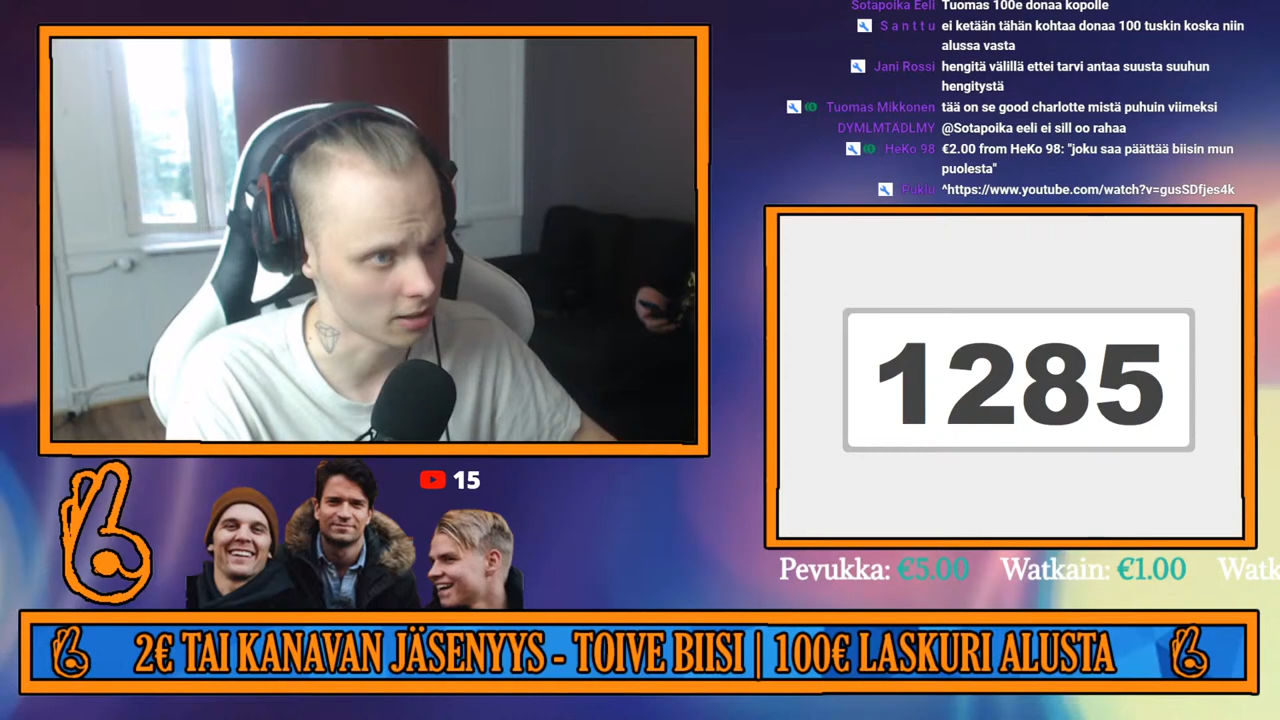 Sotapoika Eeli Tuomas 100e donaa kopolle
S a n t t u ei ketään tähän kohtaa donaa 100 tuskin koska niin
alussa vasta
Jani Rossi hengitä välillä ettei tarvi antaa suusta suuhun
hengitystä
Tuomas Mikkonen tää on se good charlotte mistä puhuin viimeksi
DYMLMTADLMY @Sotapoika eeli ei sill oo rahaa
HeKo 98 €2.00 from HeKo 98: "joku saa päättää biisin mun
puolesta"
Puklu ^https://www.youtube.com/watch?v=gusSDfjes4k
1285
15
Pevukka: €5.00 Watkain: €1.00 Watk
2€ TAI KANAVAN JÄSENYYS - TOIVE BIISI | 100€ LASKURI ALUSTA